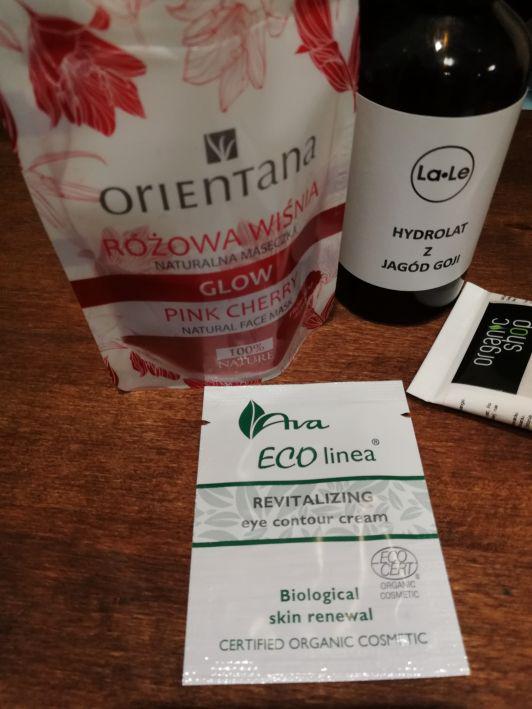 ORIENTANA
RÓŻOWA WIŚNIA
NATURALNA MASECZKA
GLOW
PINK CHERRY
NATURAL FACE MASK
100%
NATURE
La•Le
HYDROLAT
Z
JAGÓD GOJI
organic
shop
Ava
ECO linea®
REVITALIZING
eye contour cream
ECO
CERT®
ORGANIC
COSMETIC
Biological
skin renewal
CERTIFIED ORGANIC COSMETIC